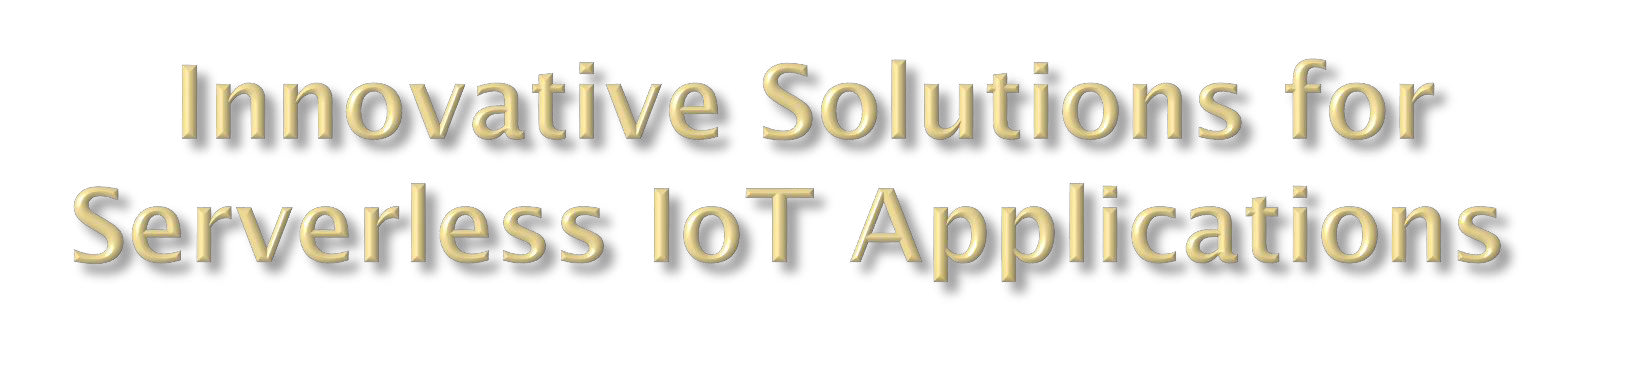 Innovative Solutions for
Serverless IoT Applications